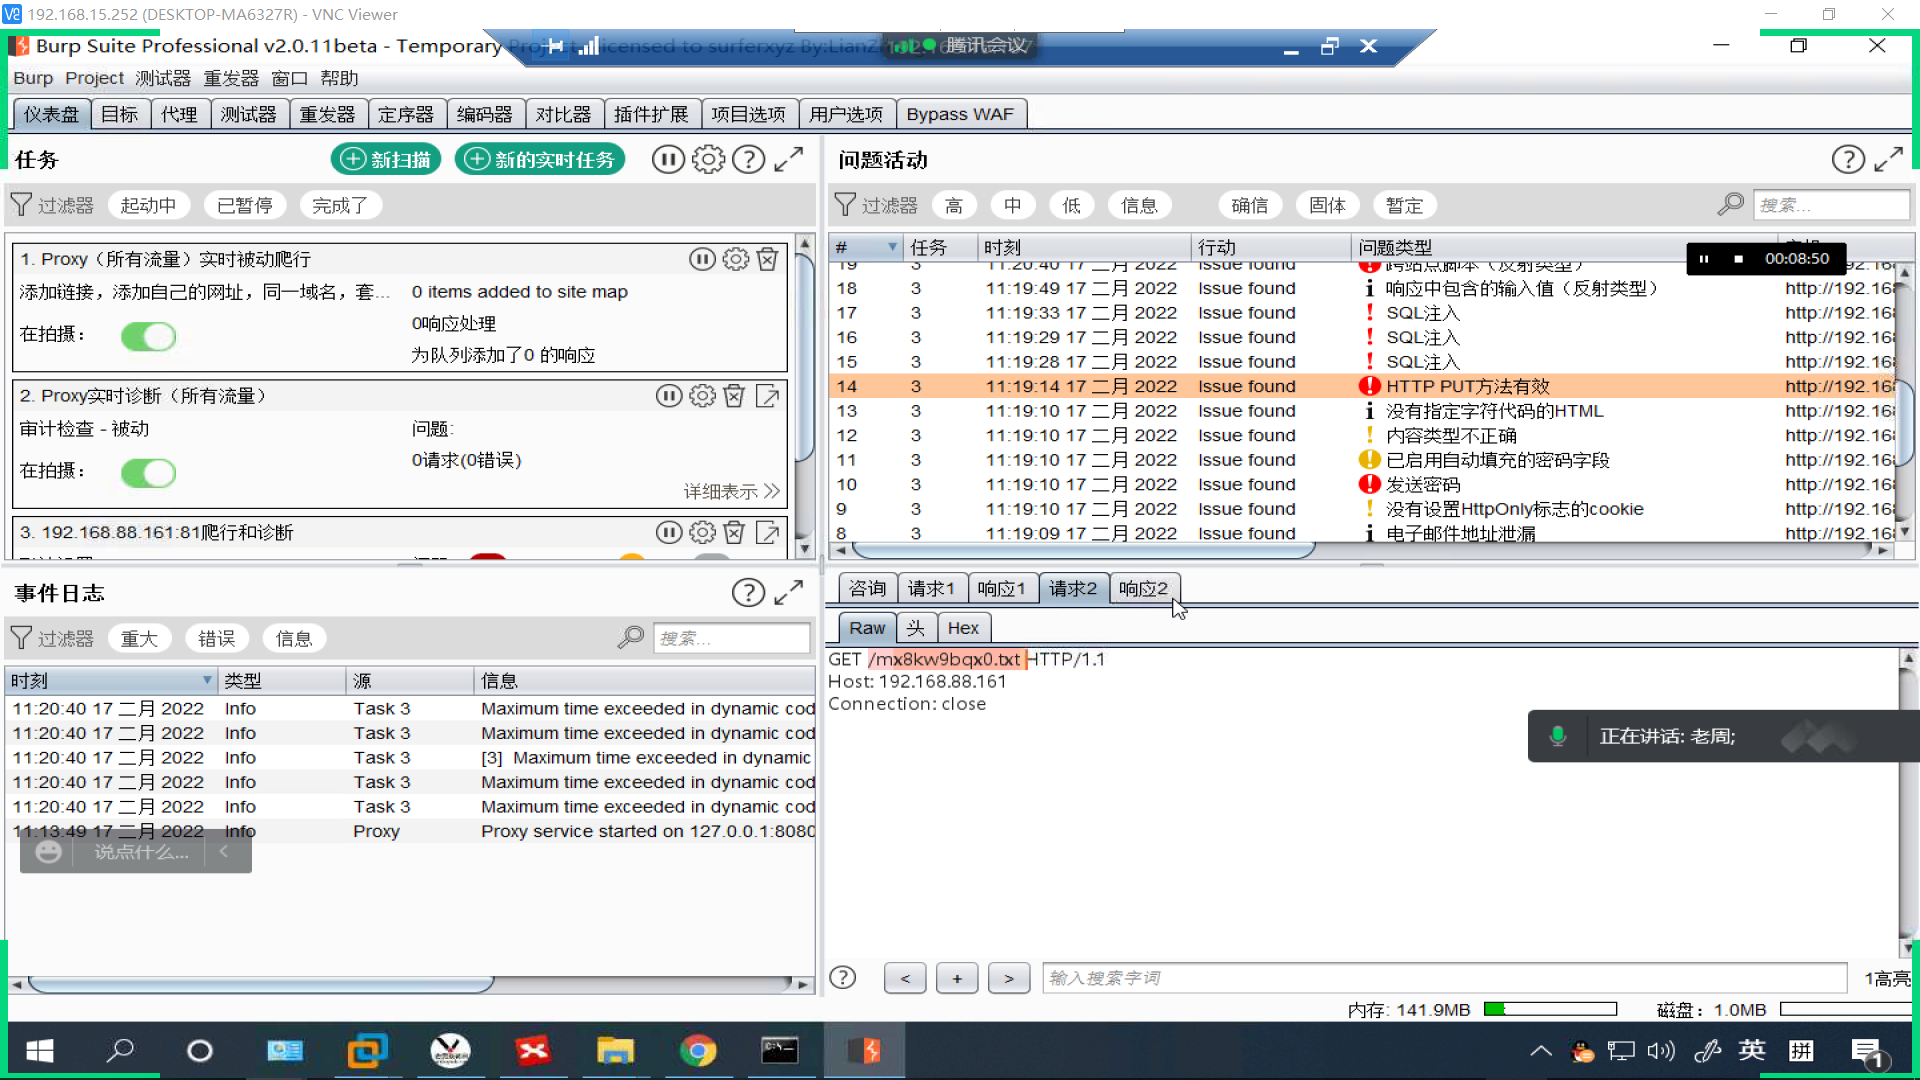 192.168.15.252 (DESKTOP-MA6327R) - VNC Viewer
Burp Suite Professional v2.0.11beta - Temporary Project - licensed to surferxyz By:LianZ
腾讯会议
Burp Project 测试器 重发器 窗口 帮助
仪表盘 目标 代理 测试器 重发器 定序器 编码器 对比器 插件扩展 项目选项 用户选项 Bypass WAF
任务
新扫描 新的实时任务
过滤器 起动中 已暂停 完成了
1. Proxy（所有流量）实时被动爬行
添加链接，添加自己的网址，同一域名，套...
0 items added to site map
0响应处理
在拍摄：
为队列添加了0 的响应
2. Proxy实时诊断（所有流量）
审计检查 - 被动
问题:
在拍摄：
0请求(0错误)
详细表示
3. 192.168.88.161:81爬行和诊断
问题活动
过滤器 高 中 低 信息 确信 固体 暂定 搜索...
# 任务 时刻 行动 问题类型
00:08:50
19 3 11:20:40 17 二月 2022 Issue found 跨站点脚本（反射类型）
18 3 11:19:49 17 二月 2022 Issue found 响应中包含的输入值（反射类型） http://192.168
17 3 11:19:33 17 二月 2022 Issue found SQL注入 http://192.168
16 3 11:19:29 17 二月 2022 Issue found SQL注入 http://192.168
15 3 11:19:28 17 二月 2022 Issue found SQL注入 http://192.168
14 3 11:19:14 17 二月 2022 Issue found HTTP PUT方法有效 http://192.168
13 3 11:19:10 17 二月 2022 Issue found 没有指定字符代码的HTML http://192.168
12 3 11:19:10 17 二月 2022 Issue found 内容类型不正确 http://192.168
11 3 11:19:10 17 二月 2022 Issue found 已启用自动填充的密码字段 http://192.168
10 3 11:19:10 17 二月 2022 Issue found 发送密码 http://192.168
9 3 11:19:10 17 二月 2022 Issue found 没有设置HttpOnly标志的cookie http://192.168
8 3 11:19:09 17 二月 2022 Issue found 电子邮件地址泄漏 http://192.168
事件日志
过滤器 重大 错误 信息 搜索...
时刻 类型 源 信息
11:20:40 17 二月 2022 Info Task 3 Maximum time exceeded in dynamic cod
11:20:40 17 二月 2022 Info Task 3 Maximum time exceeded in dynamic cod
11:20:40 17 二月 2022 Info Task 3 [3] Maximum time exceeded in dynamic
11:20:40 17 二月 2022 Info Task 3 Maximum time exceeded in dynamic cod
11:20:40 17 二月 2022 Info Task 3 Maximum time exceeded in dynamic cod
11:13:49 17 二月 2022 Info Proxy Proxy service started on 127.0.0.1:8080
说点什么...
咨询 请求1 响应1 请求2 响应2
Raw 头 Hex
GET /mx8kw9bqx0.txt HTTP/1.1
Host: 192.168.88.161
Connection: close
正在讲话: 老周;
< + > 输入搜索字词 1高亮
内存: 141.9MB 磁盘： 1.0MB
英 拼 1